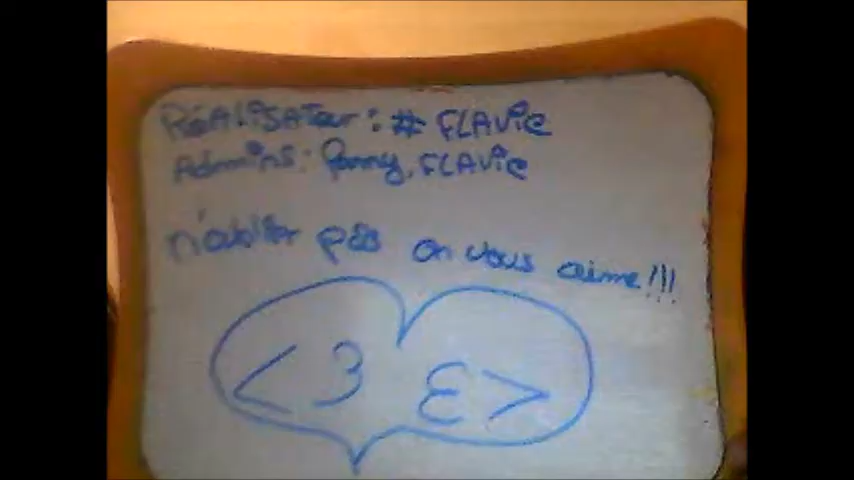 Réalisateur : # FLAvie
Admins : Fanny, FLAvie
n'oublier pas on vous aime !!!
<3 ε>